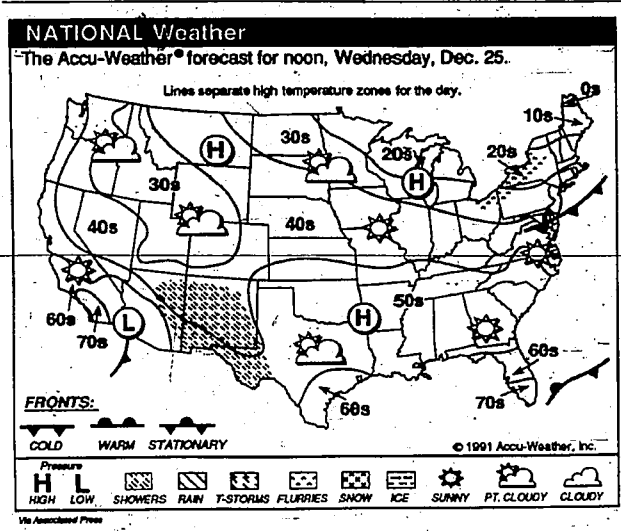 NATIONAL Weather
The Accu-Weather® forecast for noon, Wednesday, Dec. 25.
Lines separate high temperature zones for the day.
0s
10s
30s
20s
20s
H
H
30s
40s
40s
50s
60s
70s
L
H
60s
60s
70s
FRONTS:
COLD WARM STATIONARY
© 1991 Accu-Weather, Inc.
Pressure
H L
HIGH LOW SHOWERS RAIN T-STORMS FLURRIES SNOW ICE SUNNY PT. CLOUDY CLOUDY
Via Associated Press